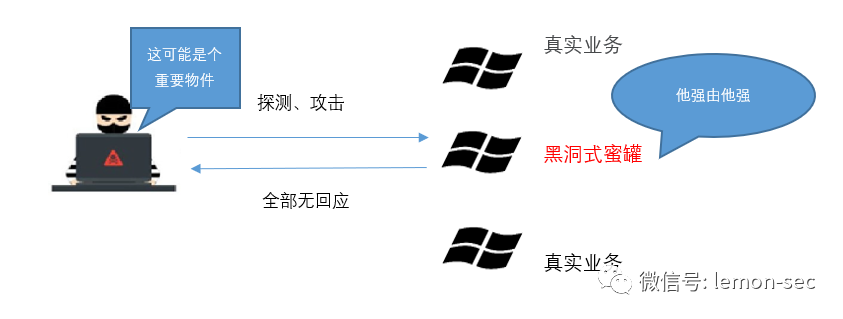 这可能是个
重要物件
探测、攻击
全部无回应
真实业务
他强由他强
黑洞式蜜罐
真实业务
微信号: lemon-sec